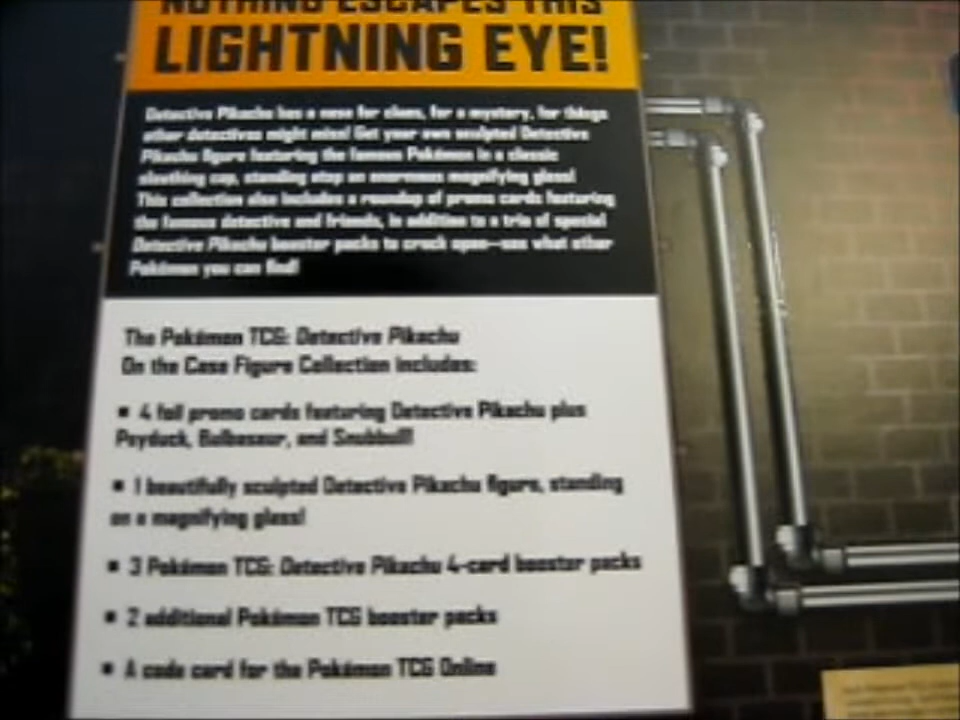 NOTHING ESCAPES THIS
LIGHTNING EYE!
Detective Pikachu has a nose for clues, for a mystery, for things
other detectives might miss! Get your own sculpted Detective
Pikachu figure featuring the famous Pokémon in a classic
sleuthing cap, standing atop an enormous magnifying glass!
This collection also includes a roundup of promo cards featuring
the famous detective and friends, in addition to a trio of special
Detective Pikachu booster packs to crack open—see what other
Pokémon you can find!
The Pokémon TCG: Detective Pikachu
On the Case Figure Collection includes:
▪ 4 foil promo cards featuring Detective Pikachu plus
Psyduck, Bulbasaur, and Snubbull!
▪ 1 beautifully sculpted Detective Pikachu figure, standing
on a magnifying glass!
▪ 3 Pokémon TCG: Detective Pikachu 4-card booster packs
▪ 2 additional Pokémon TCG booster packs
▪ A code card for the Pokémon TCG Online